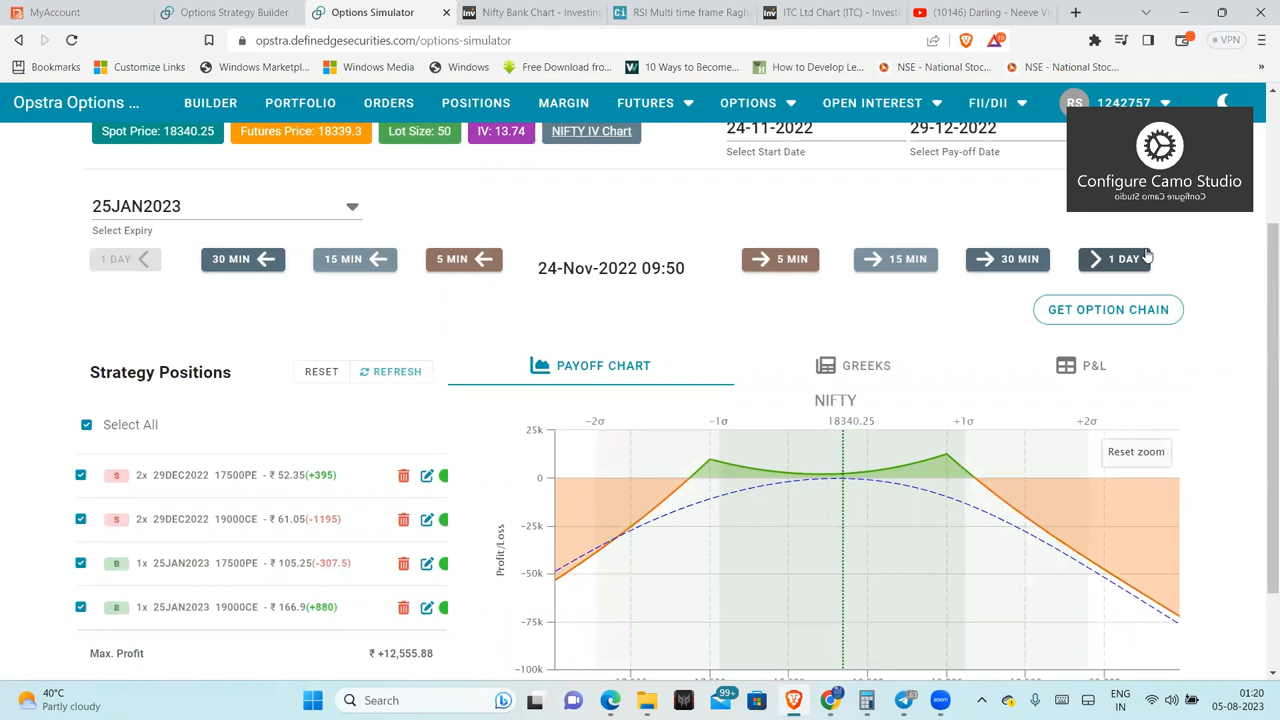 MyAccount
Options Strategy Builder
Options Simulator
Nifty Bank Chart - Investing
RSI Multi time frame Ragh
ITC Ltd Chart (ITC) - Investi
(10146) Darling - Neeve Vi
opstra.definedgesecurities.com/options-simulator
10
VPN
Bookmarks
Customize Links
Windows Marketpl...
Windows Media
Windows
Free Download fro...
10 Ways to Become...
How to Develop Le...
NSE - National Stoc...
NSE - National Stoc...
»
Opstra Options ...
BUILDER
PORTFOLIO
ORDERS
POSITIONS
MARGIN
FUTURES
OPTIONS
OPEN INTEREST
FII/DII
RS
1242757
Spot Price: 18340.25
Futures Price: 18339.3
Lot Size: 50
IV: 13.74
NIFTY IV Chart
24-11-2022
29-12-2022
Select Start Date
Select Pay-off Date
Configure Camo Studio
Configure Camo Studio
25JAN2023
Select Expiry
1 DAY
30 MIN
15 MIN
5 MIN
24-Nov-2022 09:50
5 MIN
15 MIN
30 MIN
1 DAY
GET OPTION CHAIN
Strategy Positions
RESET
REFRESH
PAYOFF CHART
GREEKS
P&L
NIFTY
Select All
-2σ
-1σ
18340.25
+1σ
+2σ
Reset zoom
S 2x 29DEC2022 17500PE - ₹ 52.35(+395)
S 2x 29DEC2022 19000CE - ₹ 61.05(-1195)
B 1x 25JAN2023 17500PE - ₹ 105.25(-307.5)
B 1x 25JAN2023 19000CE - ₹ 166.9(+880)
Max. Profit
₹ +12,555.88
Profit/Loss
25k
0
-25k
-50k
-75k
-100k
40°C
Partly cloudy
Search
99+
63
zoom
ENG
IN
01:20
05-08-2023